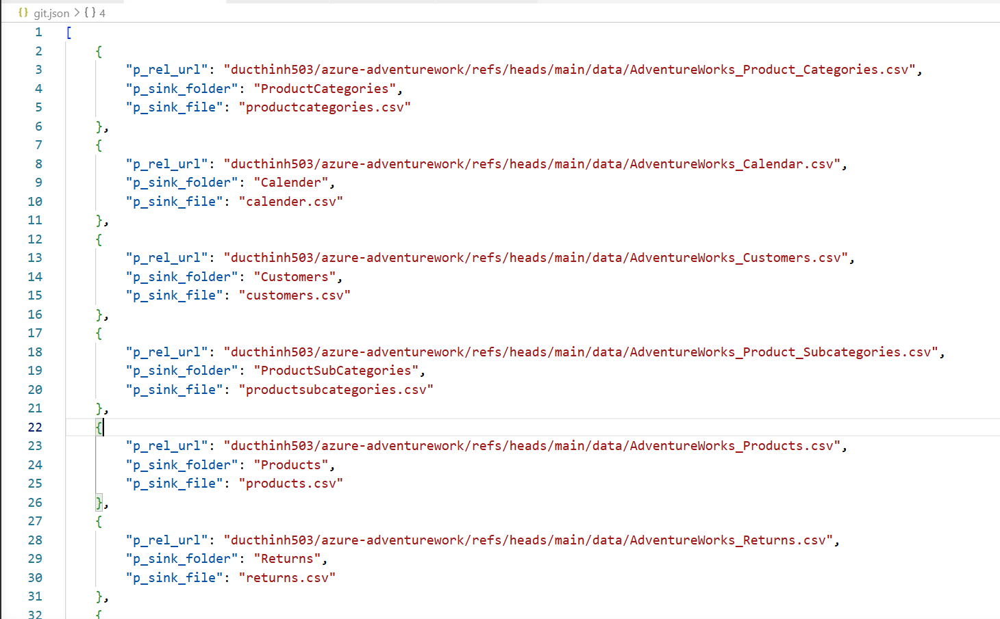 {} git.json > {} 4
1 [
2 {
3 "p_rel_url": "ducthinh503/azure-adventurework/refs/heads/main/data/AdventureWorks_Product_Categories.csv",
4 "p_sink_folder": "ProductCategories",
5 "p_sink_file": "productcategories.csv"
6 },
7 {
8 "p_rel_url": "ducthinh503/azure-adventurework/refs/heads/main/data/AdventureWorks_Calendar.csv",
9 "p_sink_folder": "Calender",
10 "p_sink_file": "calender.csv"
11 },
12 {
13 "p_rel_url": "ducthinh503/azure-adventurework/refs/heads/main/data/AdventureWorks_Customers.csv",
14 "p_sink_folder": "Customers",
15 "p_sink_file": "customers.csv"
16 },
17 {
18 "p_rel_url": "ducthinh503/azure-adventurework/refs/heads/main/data/AdventureWorks_Product_Subcategories.csv",
19 "p_sink_folder": "ProductSubCategories",
20 "p_sink_file": "productsubcategories.csv"
21 },
22 {
23 "p_rel_url": "ducthinh503/azure-adventurework/refs/heads/main/data/AdventureWorks_Products.csv",
24 "p_sink_folder": "Products",
25 "p_sink_file": "products.csv"
26 },
27 {
28 "p_rel_url": "ducthinh503/azure-adventurework/refs/heads/main/data/AdventureWorks_Returns.csv",
29 "p_sink_folder": "Returns",
30 "p_sink_file": "returns.csv"
31 },
32 {